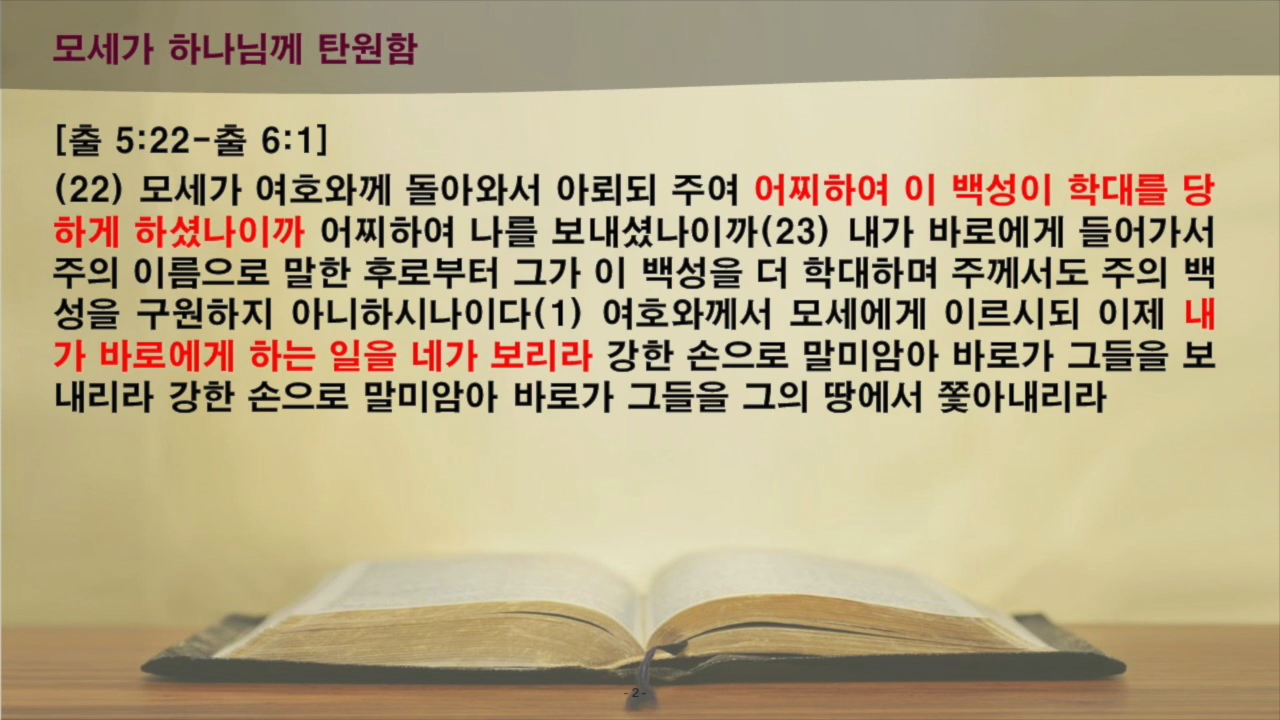 모세가 하나님께 탄원함
[출 5:22-출 6:1]
(22) 모세가 여호와께 돌아와서 아뢰되 주여 어찌하여 이 백성이 학대를 당
하게 하셨나이까 어찌하여 나를 보내셨나이까(23) 내가 바로에게 들어가서
주의 이름으로 말한 후로부터 그가 이 백성을 더 학대하며 주께서도 주의 백
성을 구원하지 아니하시나이다(1) 여호와께서 모세에게 이르시되 이제 내
가 바로에게 하는 일을 네가 보리라 강한 손으로 말미암아 바로가 그들을 보
내리라 강한 손으로 말미암아 바로가 그들을 그의 땅에서 쫓아내리라
- 2 -